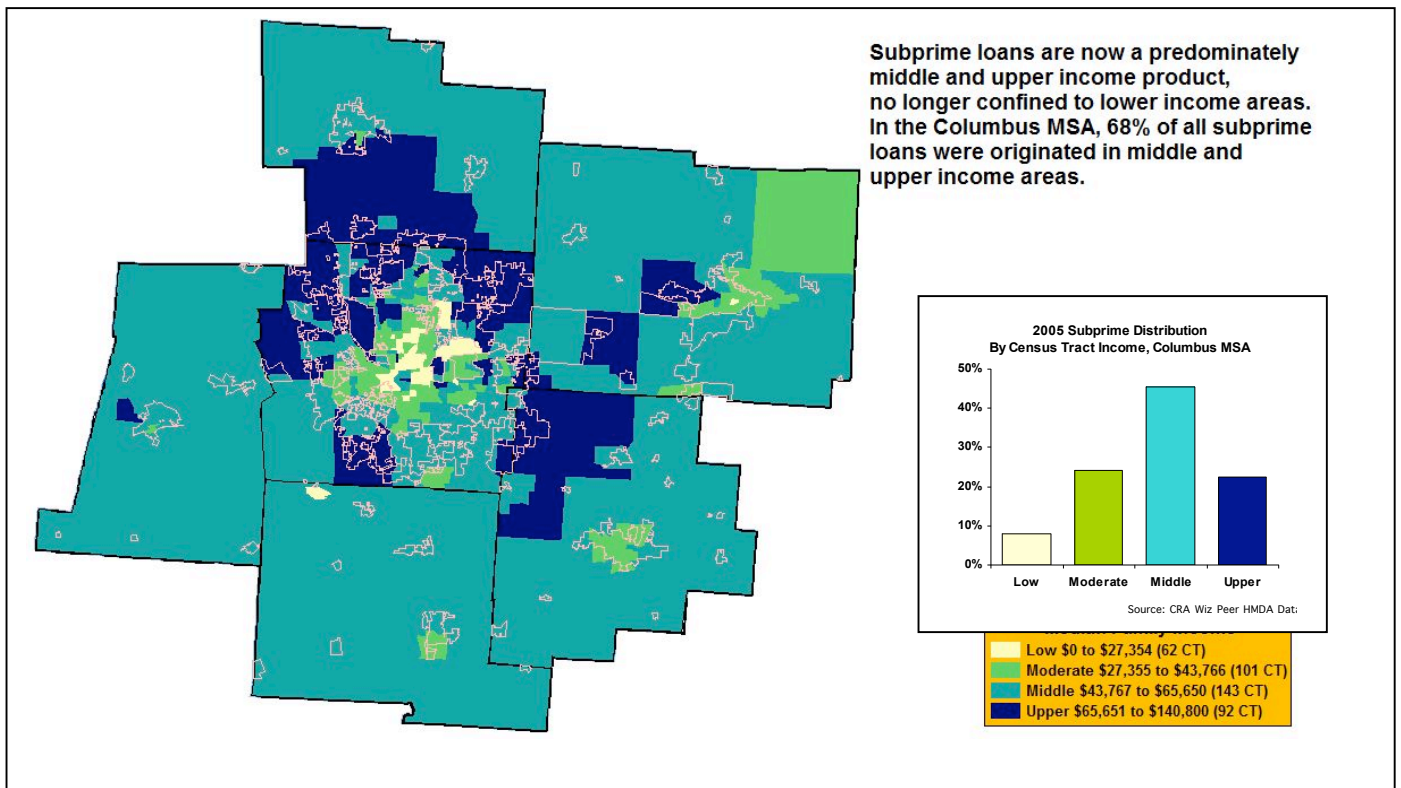 Subprime loans are now a predominately
middle and upper income product,
no longer confined to lower income areas.
In the Columbus MSA, 68% of all subprime
loans were originated in middle and
upper income areas.
2005 Subprime Distribution
By Census Tract Income, Columbus MSA
50%
40%
30%
20%
10%
0%
Low Moderate Middle Upper
Source: CRA Wiz Peer HMDA Data
Median Family Income
Low $0 to $27,354 (62 CT)
Moderate $27,355 to $43,766 (101 CT)
Middle $43,767 to $65,650 (143 CT)
Upper $65,651 to $140,800 (92 CT)